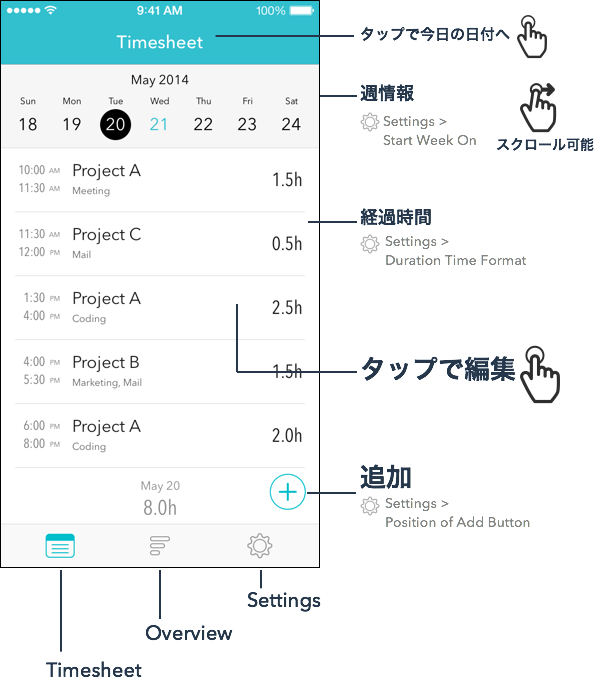 9:41 AM
100%
Timesheet
タップで今日の日付へ
May 2014
Sun Mon Tue Wed Thu Fri Sat
18 19 20 21 22 23 24
週情報
Settings >
Start Week On
スクロール可能
10:00 AM
11:30 AM
Project A
Meeting
1.5h
経過時間
Settings >
Duration Time Format
11:30 AM
12:00 PM
Project C
Mail
0.5h
1:30 PM
4:00 PM
Project A
Coding
2.5h
タップで編集
4:00 PM
5:30 PM
Project B
Marketing, Mail
1.5h
6:00 PM
8:00 PM
Project A
Coding
2.0h
追加
Settings >
Position of Add Button
May 20
8.0h
Settings
Overview
Timesheet